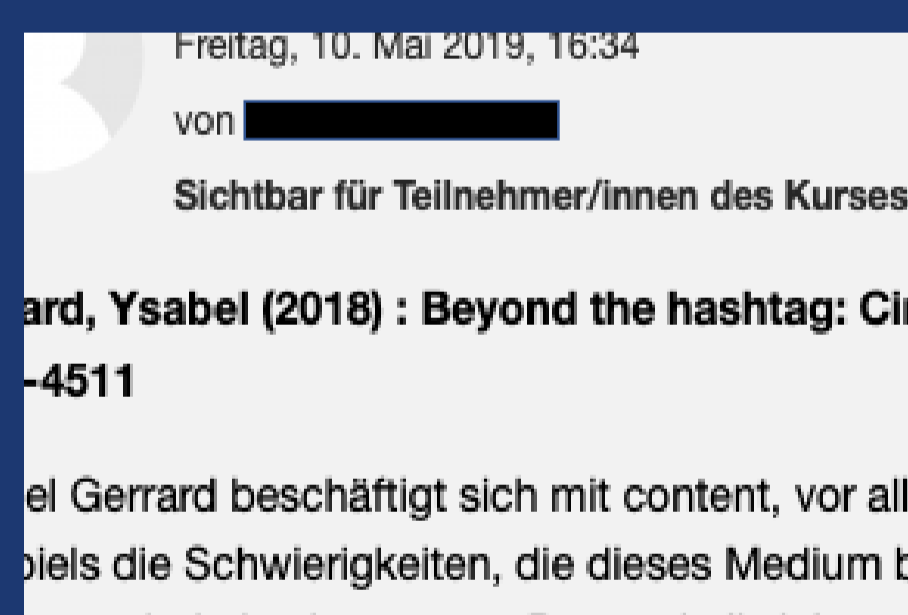 Freitag, 10. Mai 2019, 16:34
von
Sichtbar für Teilnehmer/innen des Kurses
ard, Ysabel (2018) : Beyond the hashtag: Cir
-4511
el Gerrard beschäftigt sich mit content, vor all
piels die Schwierigkeiten, die dieses Medium b